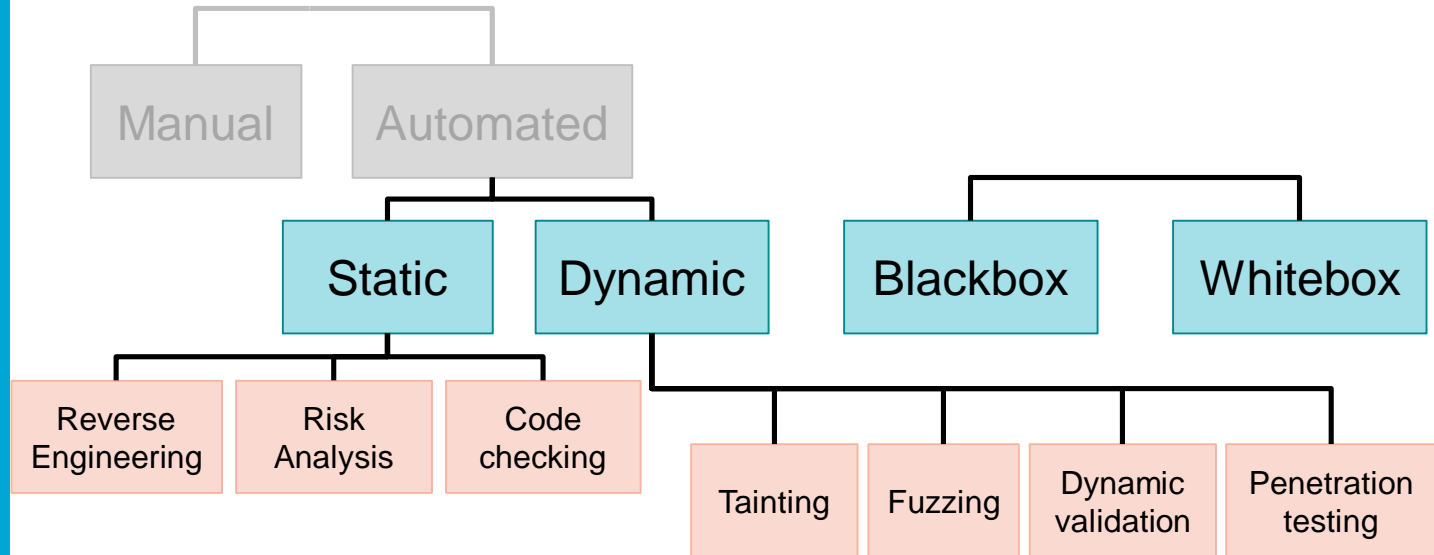 Manual
Automated
Static
Dynamic
Blackbox
Whitebox
Reverse
Engineering
Risk
Analysis
Code
checking
Tainting
Fuzzing
Dynamic
validation
Penetration
testing